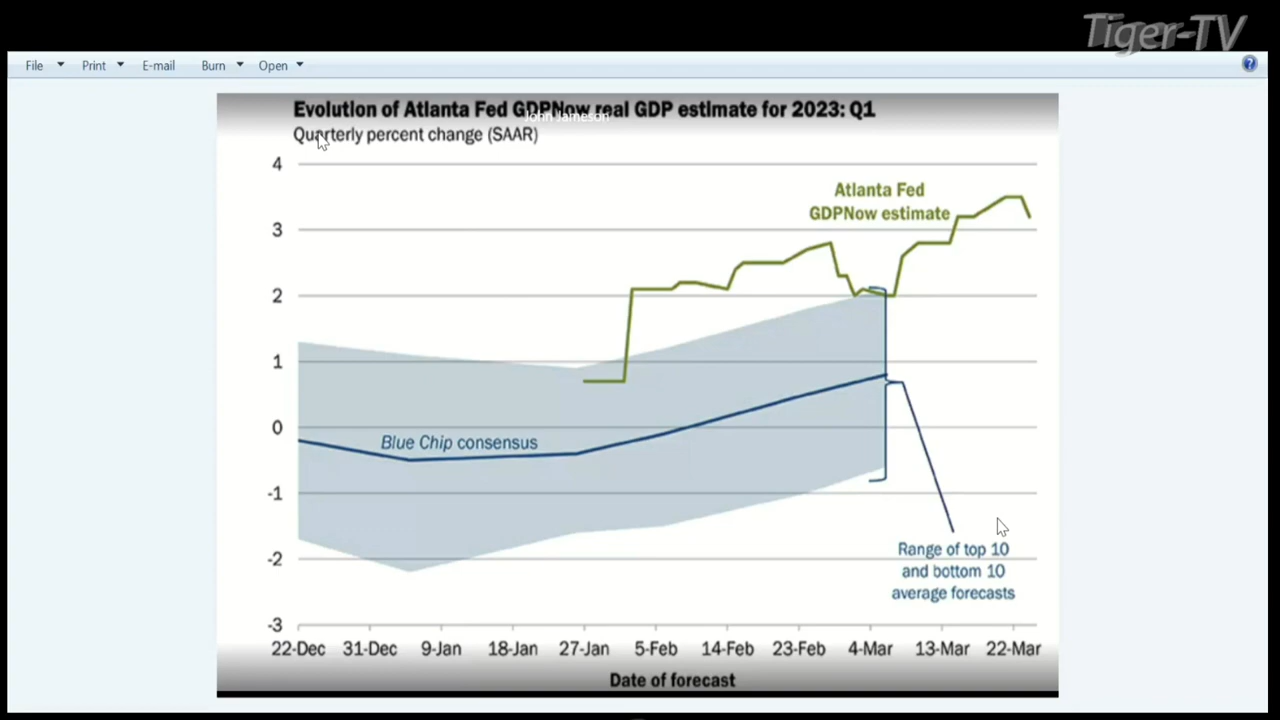 Tiger-TV
File Print E-mail Burn Open ?
Evolution of Atlanta Fed GDPNow real GDP estimate for 2023: Q1
John Jameson
Quarterly percent change (SAAR)
4
3
2
1
0
-1
-2
-3
Atlanta Fed
GDPNow estimate
Blue Chip consensus
Range of top 10
and bottom 10
average forecasts
22-Dec 31-Dec 9-Jan 18-Jan 27-Jan 5-Feb 14-Feb 23-Feb 4-Mar 13-Mar 22-Mar
Date of forecast